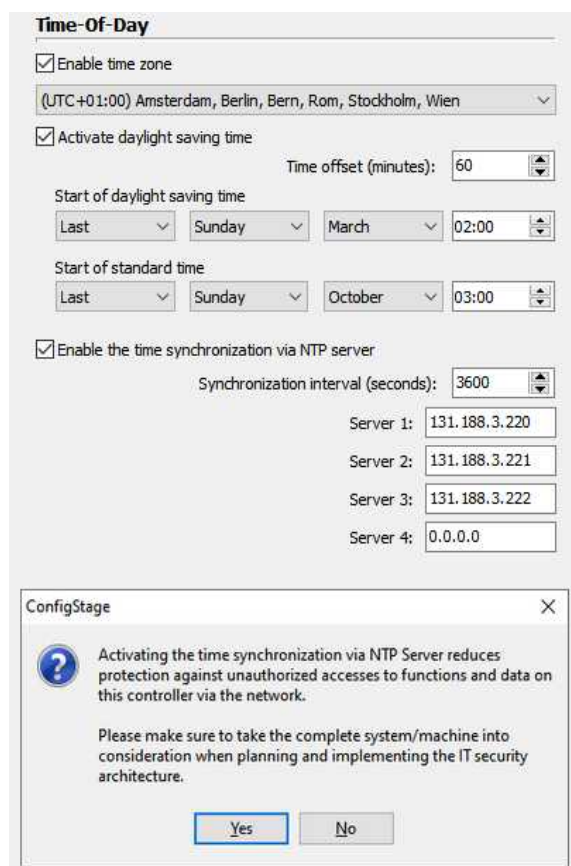 Time-Of-Day
Enable time zone
(UTC+01:00) Amsterdam, Berlin, Bern, Rom, Stockholm, Wien
Activate daylight saving time
Time offset (minutes): 60
Start of daylight saving time
Last Sunday March 02:00
Start of standard time
Last Sunday October 03:00
Enable the time synchronization via NTP server
Synchronization interval (seconds): 3600
Server 1: 131.188.3.220
Server 2: 131.188.3.221
Server 3: 131.188.3.222
Server 4: 0.0.0.0
ConfigStage
Activating the time synchronization via NTP Server reduces
protection against unauthorized accesses to functions and data on
this controller via the network.
Please make sure to take the complete system/machine into
consideration when planning and implementing the IT security
architecture.
Yes No